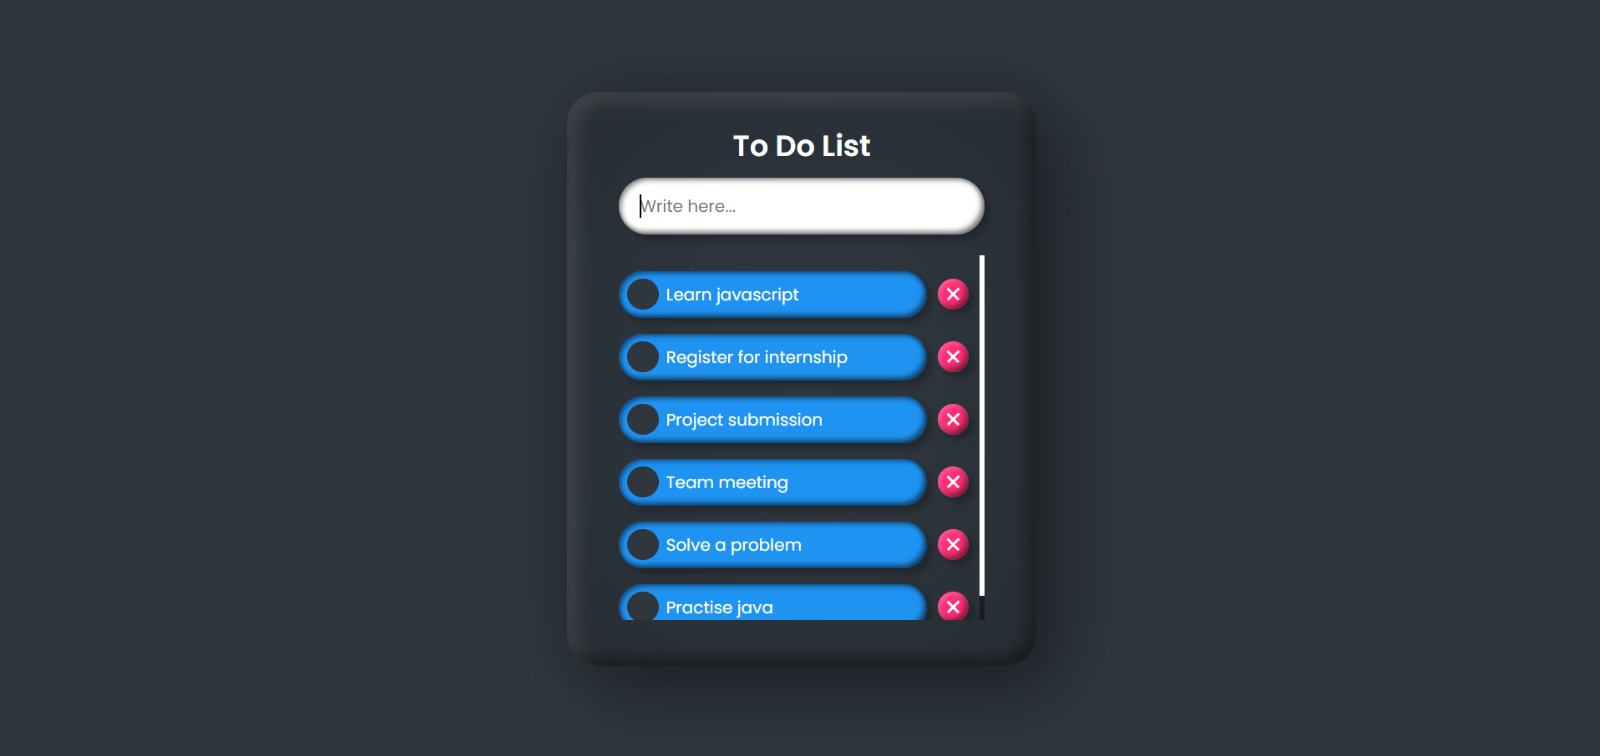 To Do List
Write here...
Learn javascript
Register for internship
Project submission
Team meeting
Solve a problem
Practise java